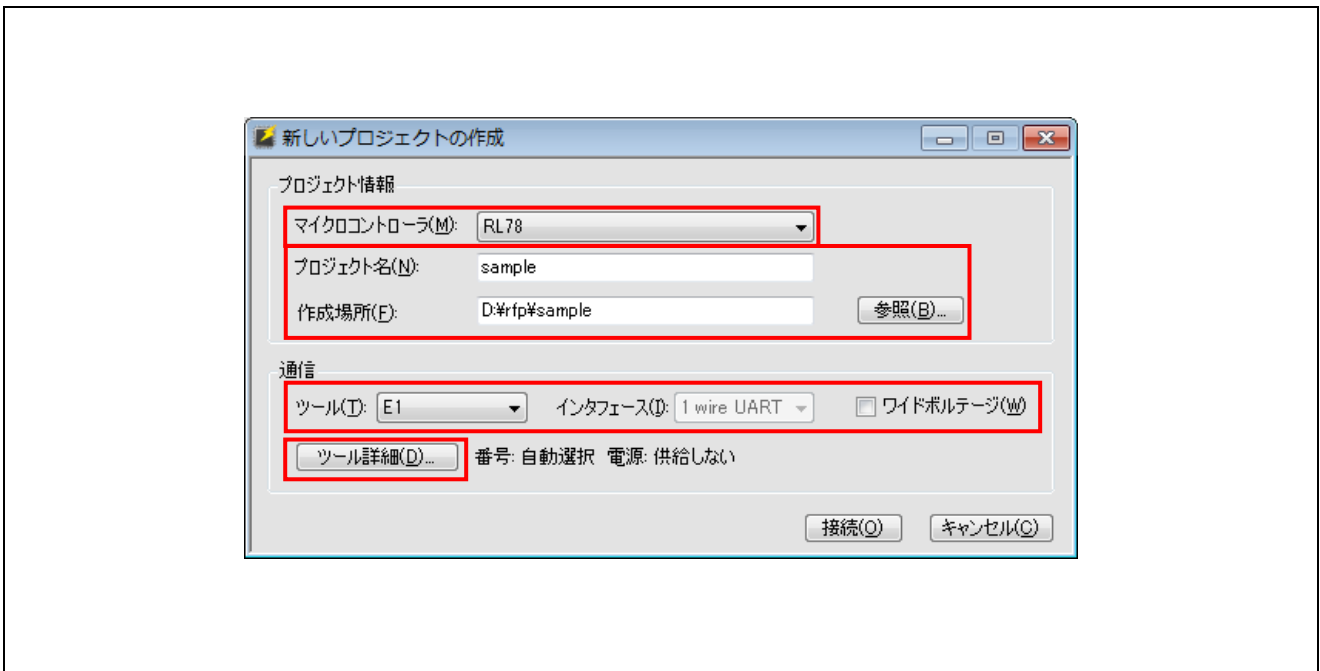 新しいプロジェクトの作成
プロジェクト情報
マイクロコントローラ(M): RL78
プロジェクト名(N): sample
作成場所(F): D:¥rfp¥sample 参照(B)...
通信
ツール(T): E1 インタフェース(I): 1 wire UART ワイドボルテージ(W)
ツール詳細(D)... 番号: 自動選択 電源: 供給しない
接続(O) キャンセル(C)